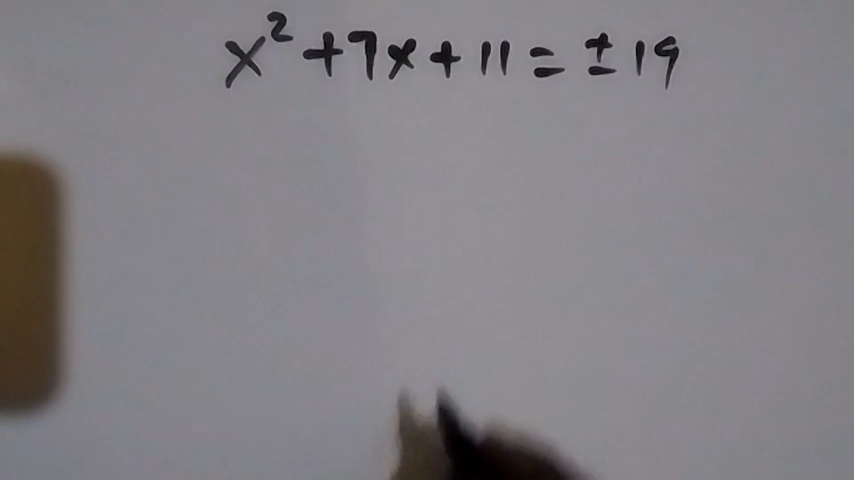 x² + 7x + 11 = ± 19